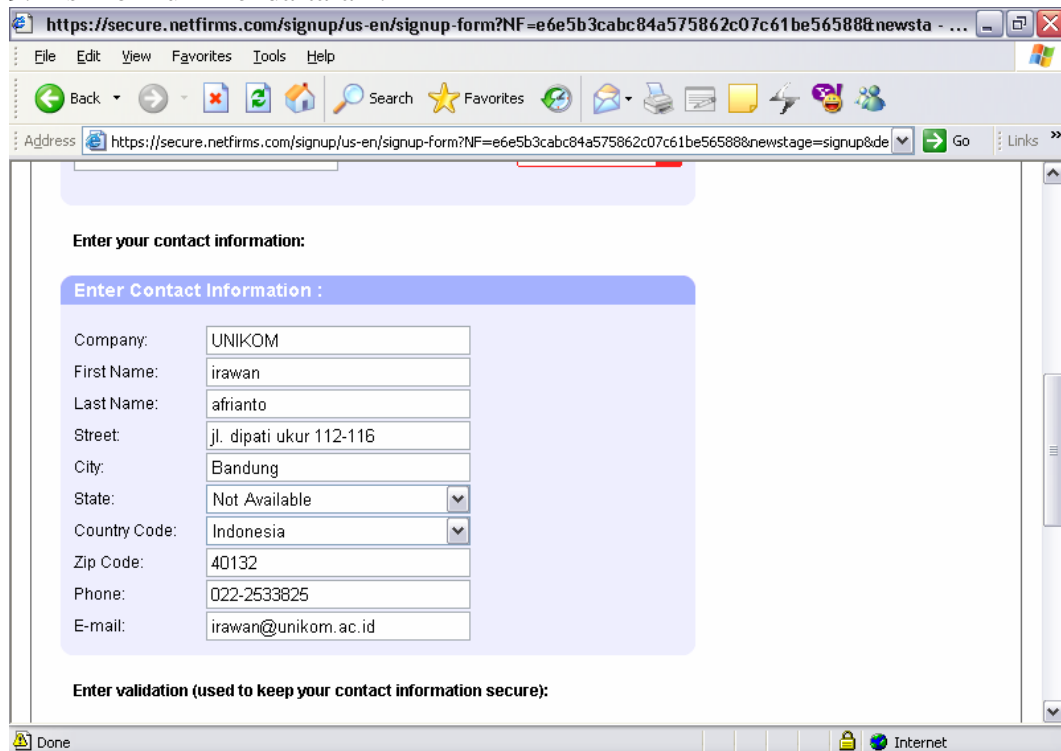 https://secure.netfirms.com/signup/us-en/signup-form?NF=e6e5b3cabc84a575862c07c61be56588&newsta - ...
File Edit View Favorites Tools Help
Back Search Favorites
Address https://secure.netfirms.com/signup/us-en/signup-form?NF=e6e5b3cabc84a575862c07c61be56588&newstage=signup&de Go Links »
Enter your contact information:
Enter Contact Information :
Company: UNIKOM
First Name: irawan
Last Name: afrianto
Street: jl. dipati ukur 112-116
City: Bandung
State: Not Available
Country Code: Indonesia
Zip Code: 40132
Phone: 022-2533825
E-mail: irawan@unikom.ac.id
Enter validation (used to keep your contact information secure):
Done Internet